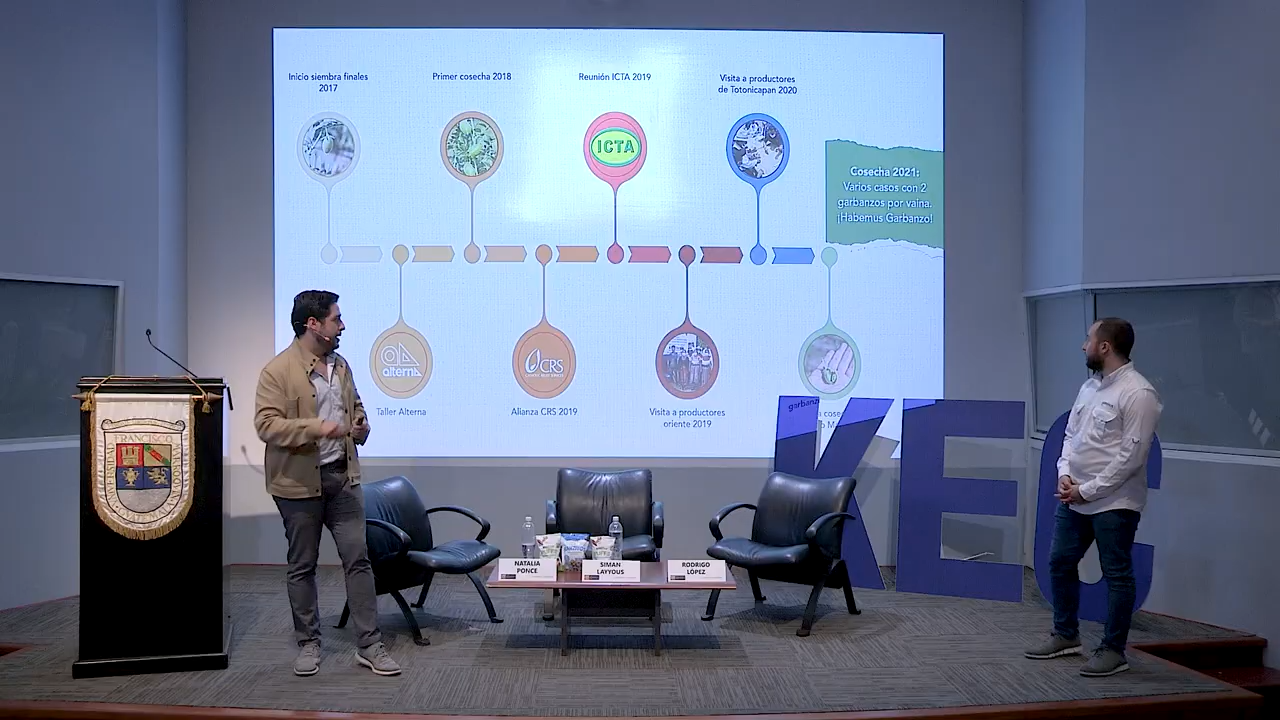 Inicio siembra finales
2017
Primer cosecha 2018
Reunión ICTA 2019
Visita a productores
de Totonicapan 2020
ICTA
Cosecha 2021:
Varios casos con 2
garbanzos por vaina.
¡Habemus Garbanzo!
alterna
CRS
Taller Alterna
Alianza CRS 2019
Visita a productores
oriente 2019
KEC
FRANCISCO
NATALIA
PONCE
SIMAN
LAYYOUS
RODRIGO
LÓPEZ